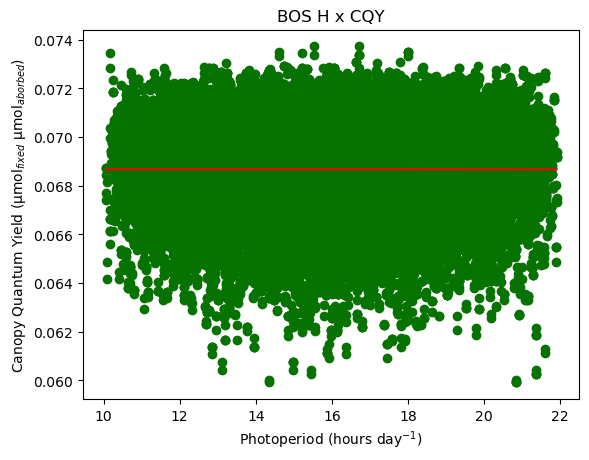 BOS H x CQY
0.074
0.072
0.070
0.068
0.066
0.064
0.062
0.060
Canopy Quantum Yield (µmol_fixed µmol_aborbed)
10 12 14 16 18 20 22
Photoperiod (hours day⁻¹)